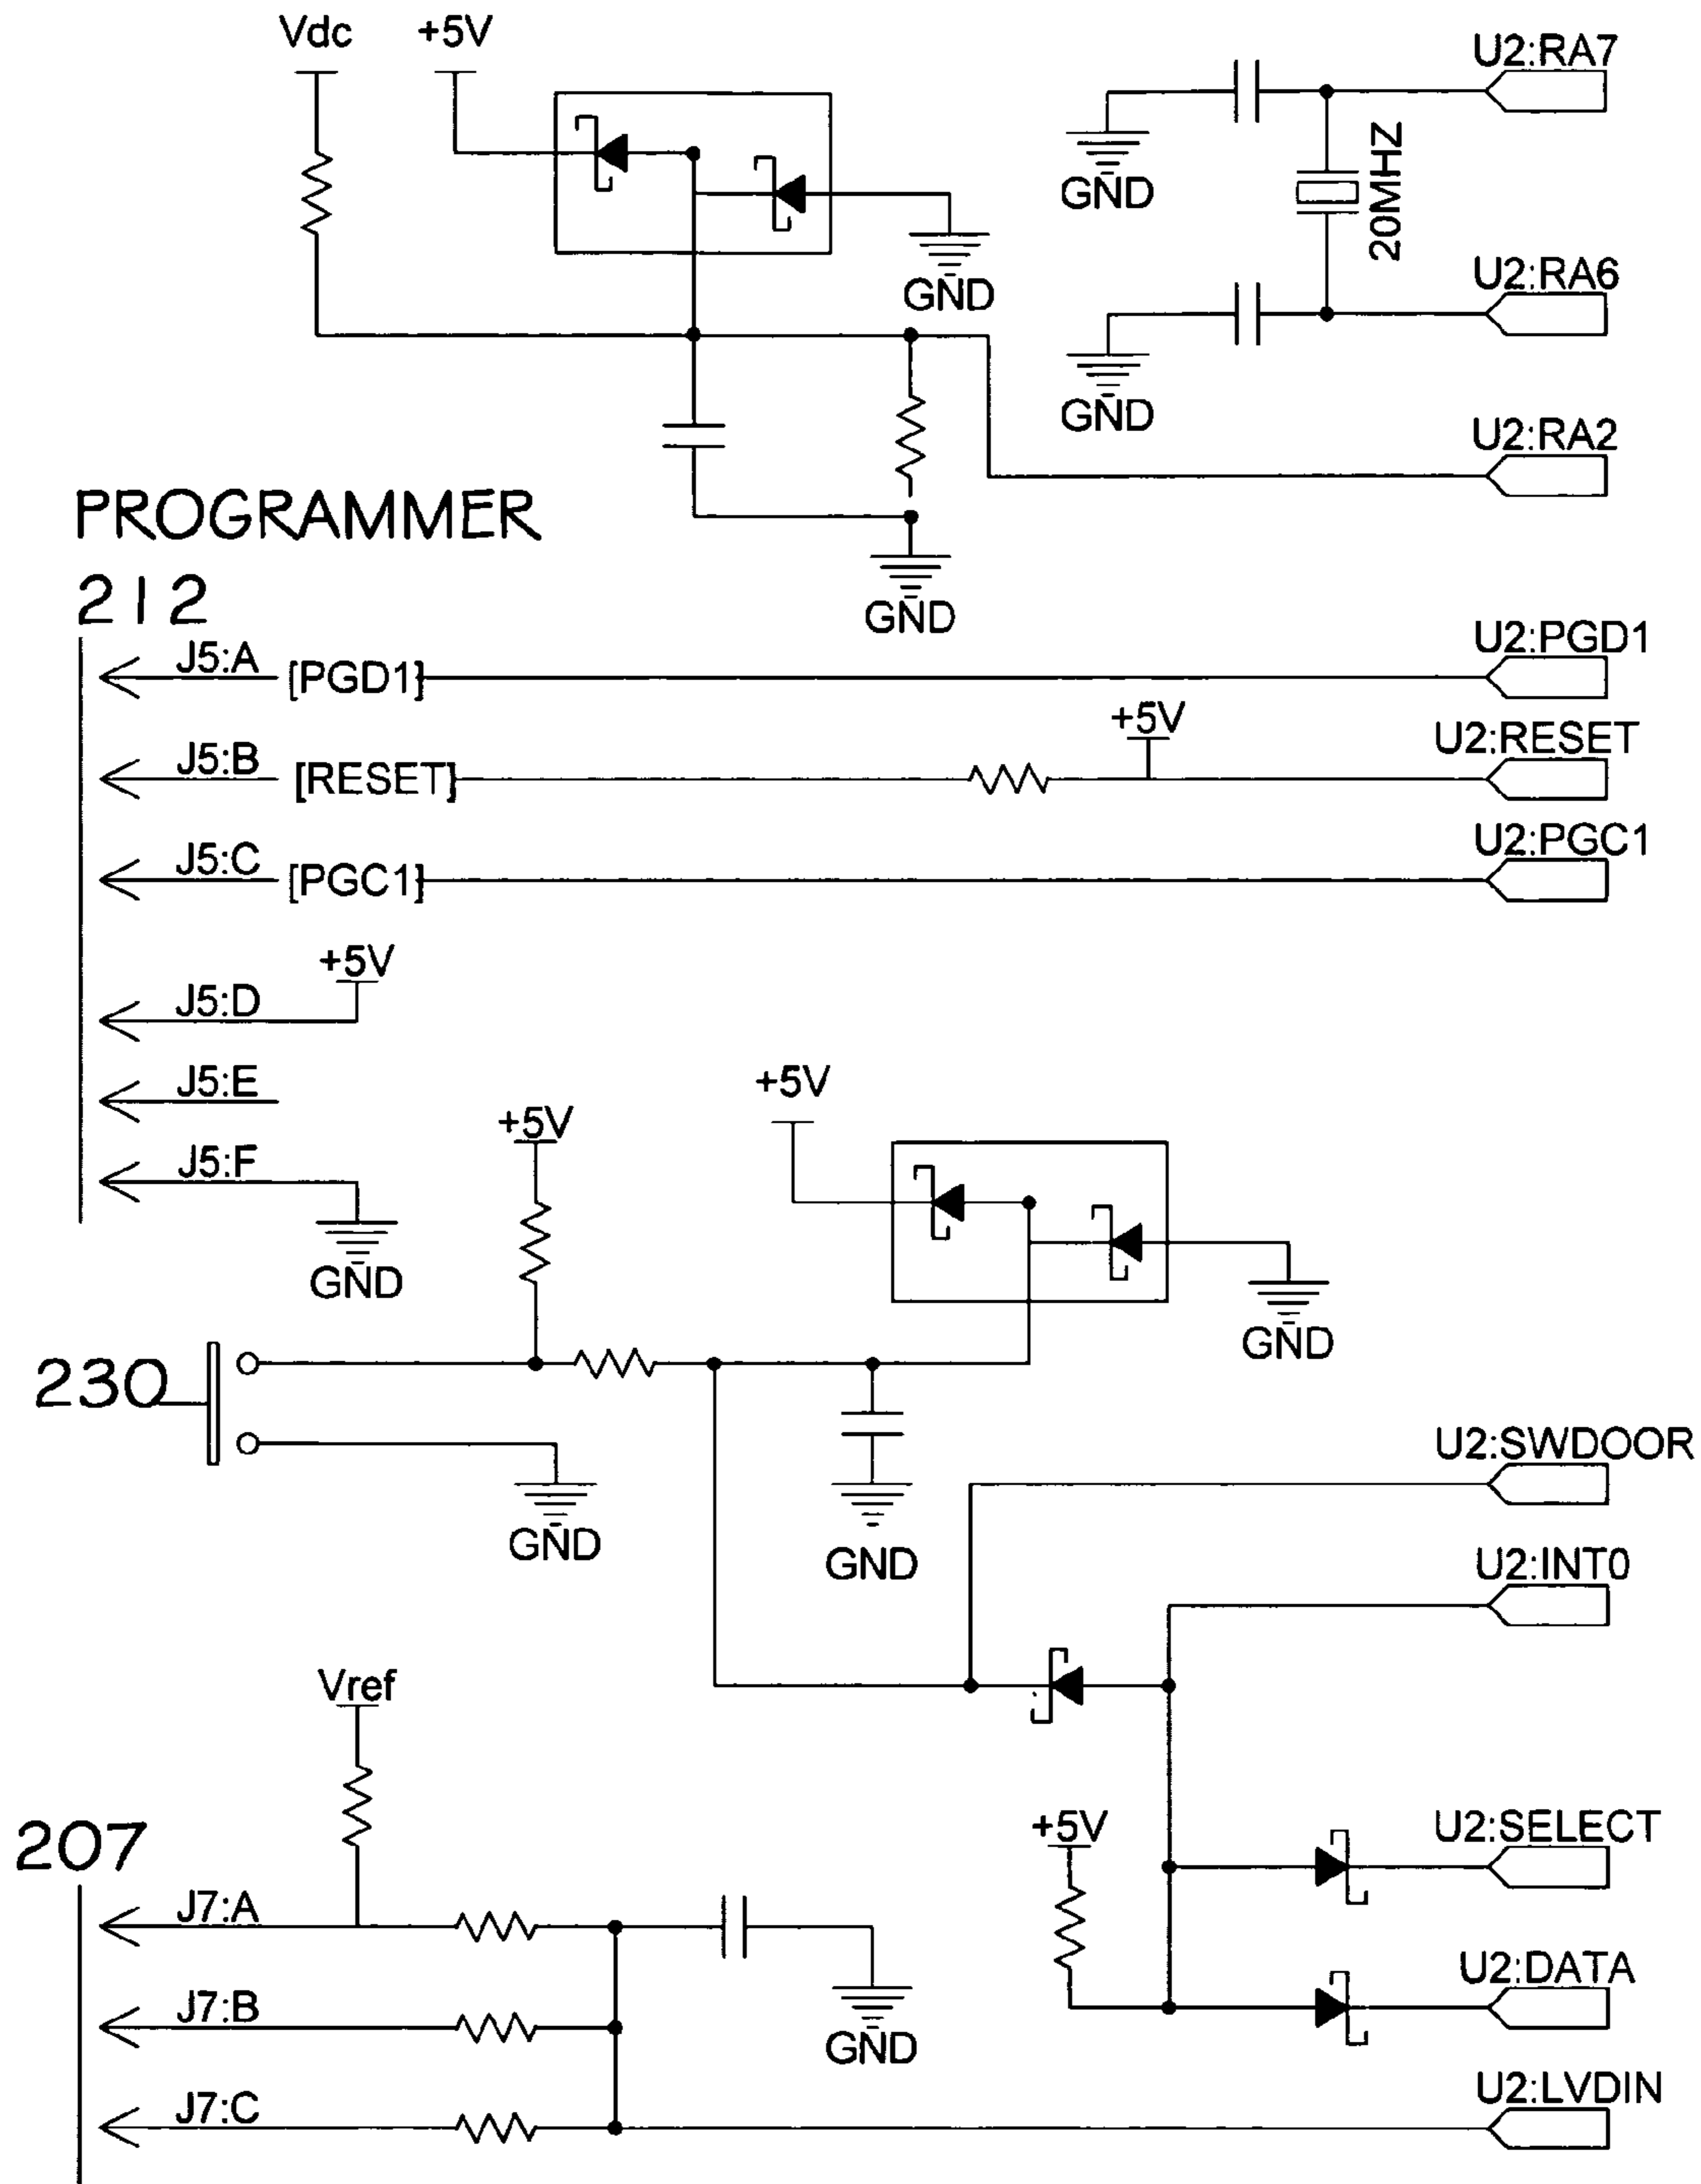 Vdc
+5V
U2:RA7
GND
20MHZ
GND
U2:RA6
GND
U2:RA2
PROGRAMMER
212
GND
J5:A
[PGD1]
U2:PGD1
+5V
J5:B
[RESET]
U2:RESET
J5:C
[PGC1]
U2:PGC1
+5V
J5:D
J5:E
+5V
+5V
J5:F
GND
GND
230
U2:SWDOOR
GND
GND
U2:INT0
Vref
207
+5V
U2:SELECT
J7:A
J7:B
GND
U2:DATA
J7:C
U2:LVDIN